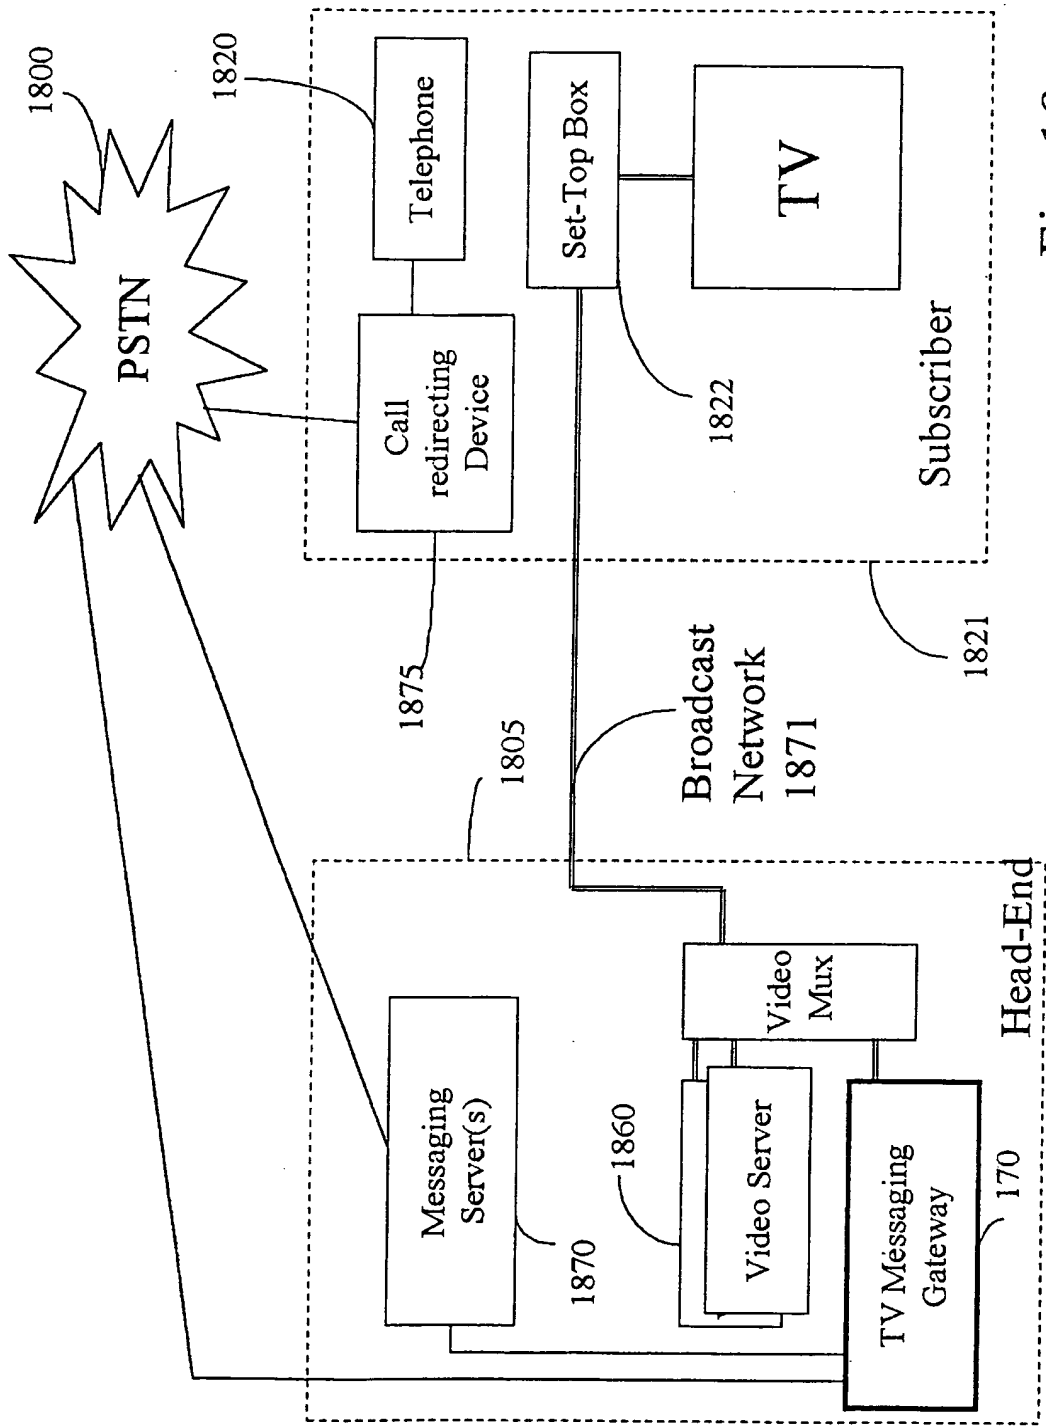 1800
PSTN
1820
Telephone
Call
redirecting
Device
1875
Set-Top Box
1822
TV
Subscriber
1821
1805
Broadcast
Network
1871
Messaging
Server(s)
1870
1860
Video Server
Video
Mux
TV Messaging
Gateway
170
Head-End